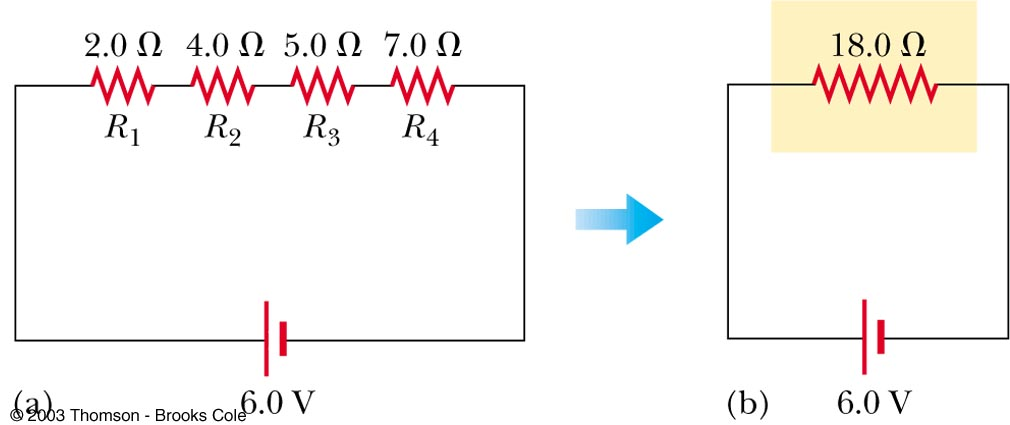 2.0 Ω 4.0 Ω 5.0 Ω 7.0 Ω
R1 R2 R3 R4
6.0 V
(a)
© 2003 Thomson - Brooks Cole
18.0 Ω
6.0 V
(b)